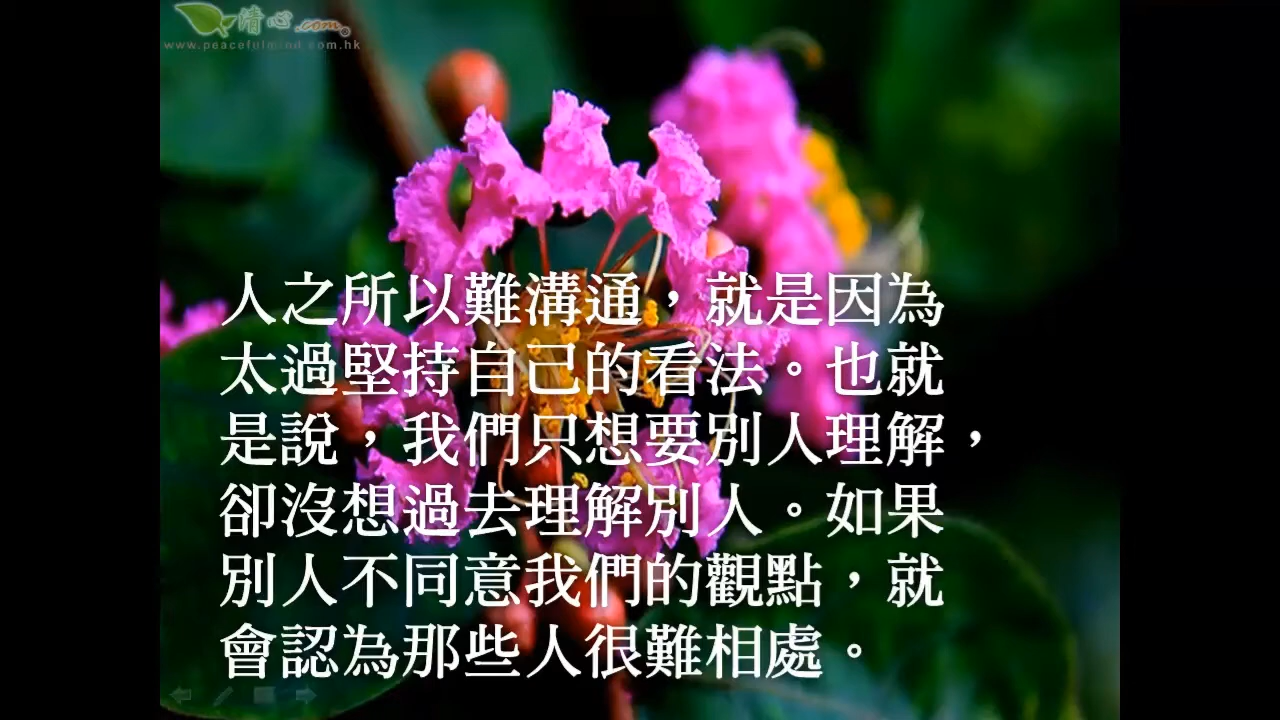 清心.com
www.peacefulmind.com.hk
人之所以難溝通，就是因為
太過堅持自己的看法。也就
是說，我們只想要別人理解，
卻沒想過去理解別人。如果
別人不同意我們的觀點，就
會認為那些人很難相處。